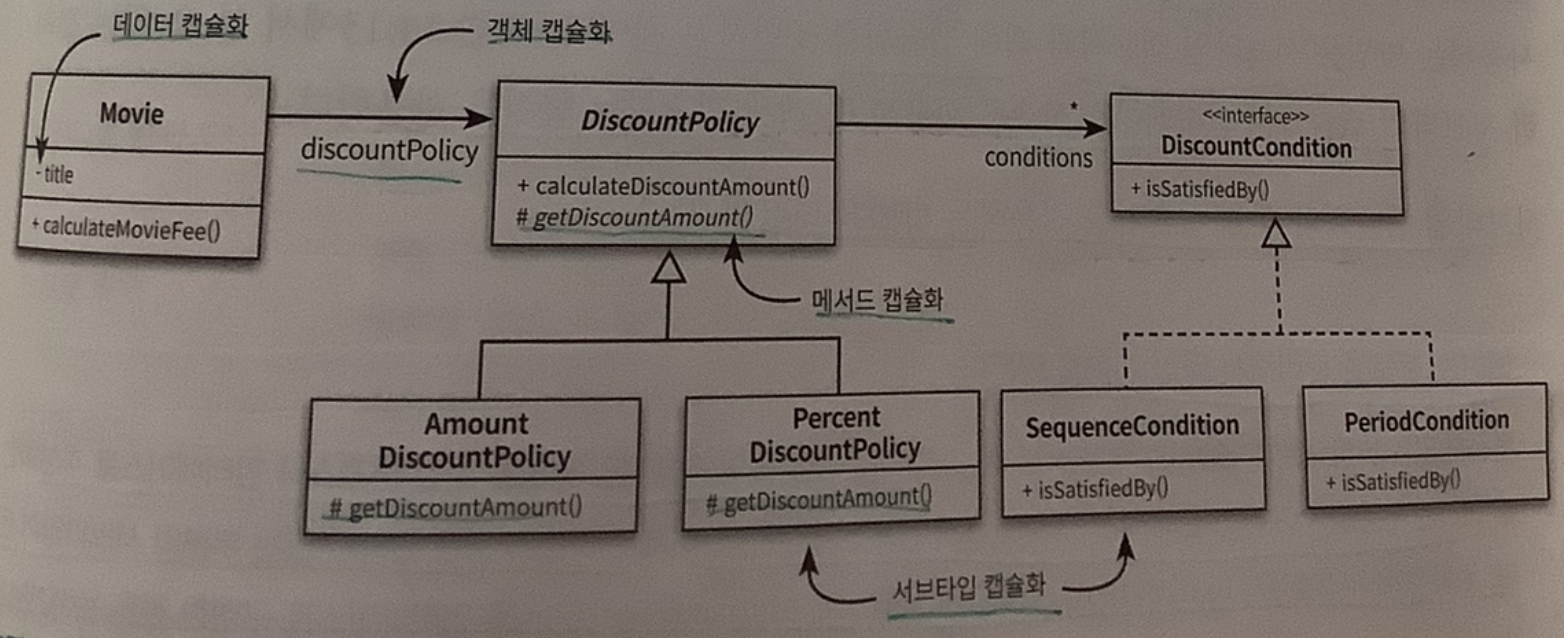 데이터 캡슐화
객체 캡슐화
Movie
- title
+ calculateMovieFee()
discountPolicy
DiscountPolicy
+ calculateDiscountAmount()
# getDiscountAmount()
메서드 캡슐화
*
conditions
<<interface>>
DiscountCondition
+ isSatisfiedBy()
Amount
DiscountPolicy
# getDiscountAmount()
Percent
DiscountPolicy
# getDiscountAmount()
SequenceCondition
+ isSatisfiedBy()
PeriodCondition
+ isSatisfiedBy()
서브타입 캡슐화